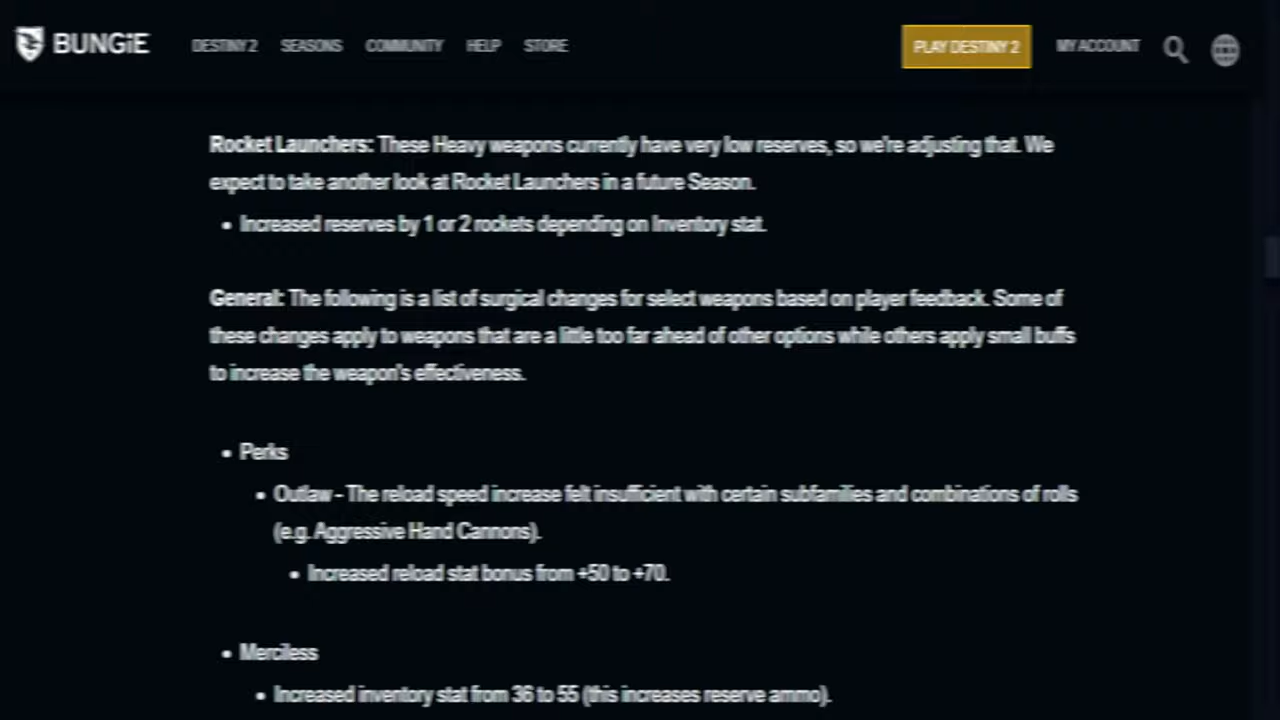 BUNGiE DESTINY 2 SEASONS COMMUNITY HELP STORE PLAY DESTINY 2 MY ACCOUNT
Rocket Launchers: These Heavy weapons currently have very low reserves, so we're adjusting that. We
expect to take another look at Rocket Launchers in a future Season.
• Increased reserves by 1 or 2 rockets depending on Inventory stat.
General: The following is a list of surgical changes for select weapons based on player feedback. Some of
these changes apply to weapons that are a little too far ahead of other options while others apply small buffs
to increase the weapon's effectiveness.
• Perks
• Outlaw - The reload speed increase felt insufficient with certain subfamilies and combinations of rolls
(e.g. Aggressive Hand Cannons).
• Increased reload stat bonus from +50 to +70.
• Merciless
• Increased inventory stat from 36 to 55 (this increases reserve ammo).